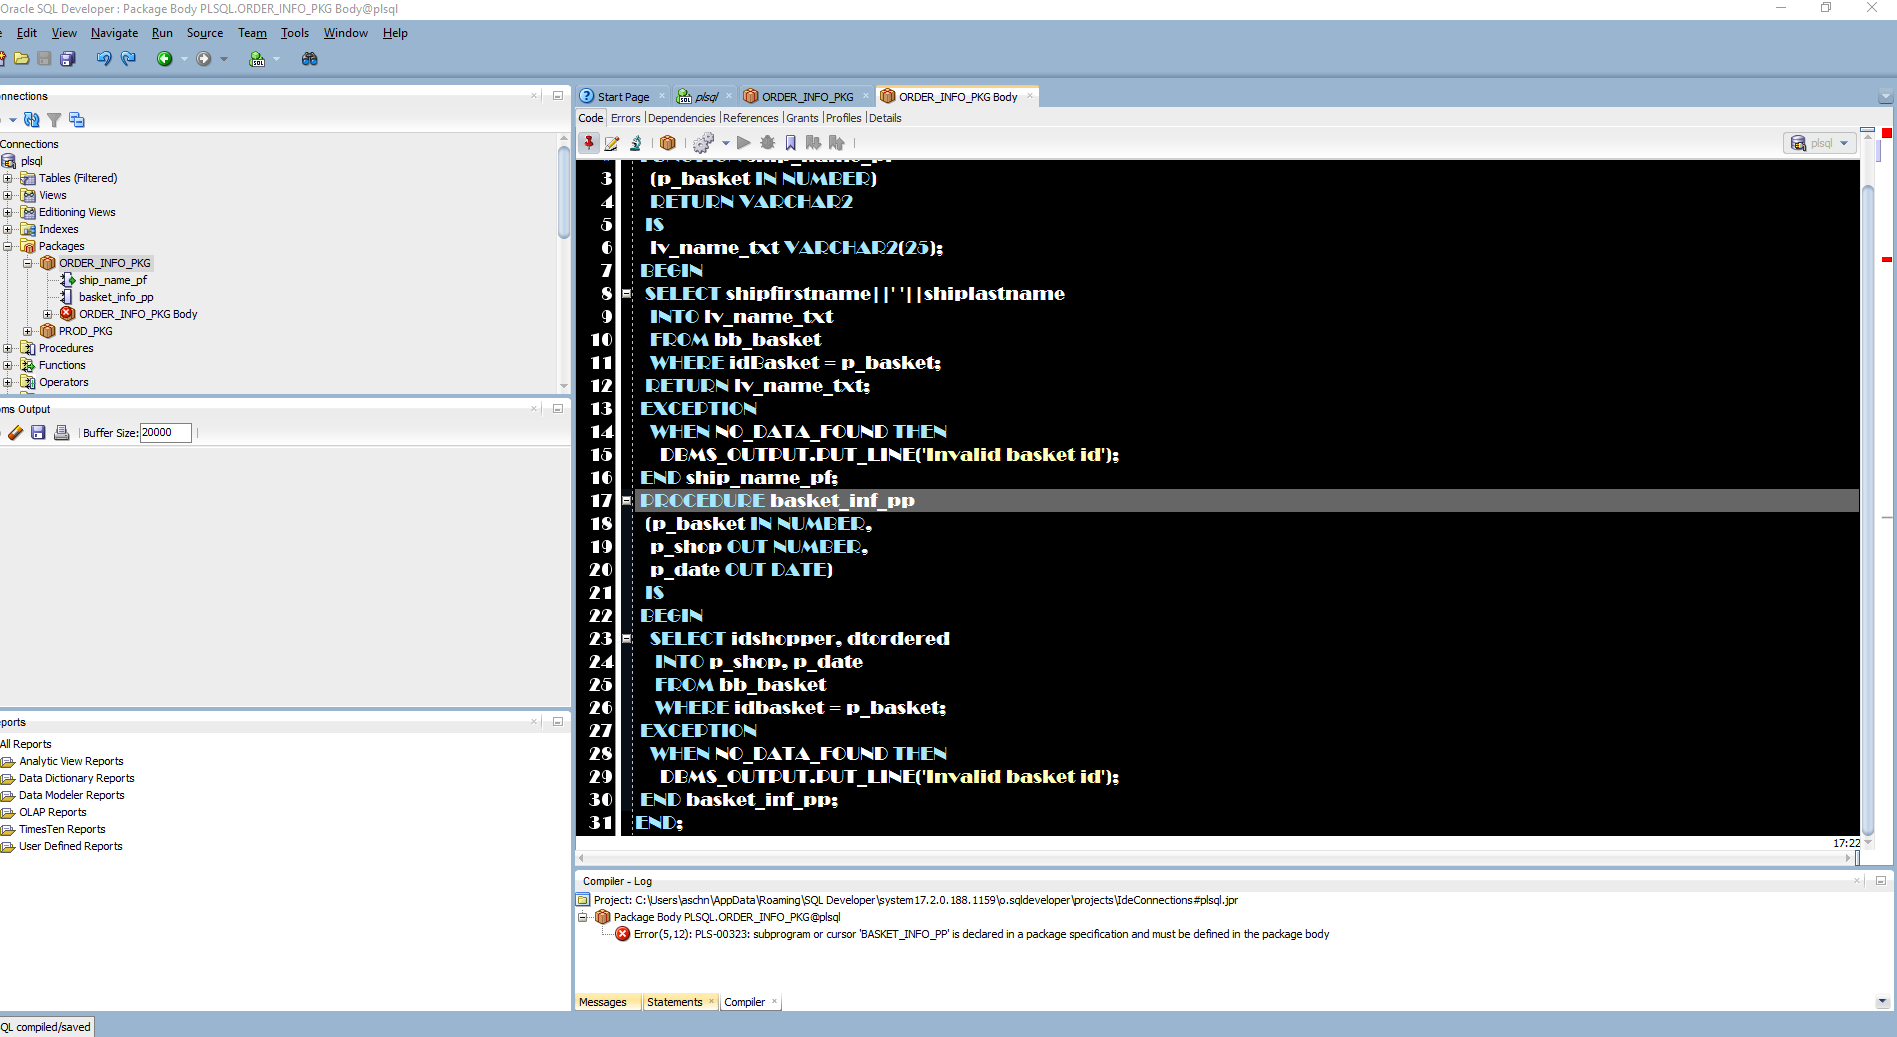 Oracle SQL Developer : Package Body PLSQL.ORDER_INFO_PKG Body@plsql
Edit View Navigate Run Source Team Tools Window Help
nnections
Connections
plsql
Tables (Filtered)
Views
Editioning Views
Indexes
Packages
ORDER_INFO_PKG
ship_name_pf
basket_info_pp
ORDER_INFO_PKG Body
PROD_PKG
Procedures
Functions
Operators
ms Output
Buffer Size: 20000
ports
All Reports
Analytic View Reports
Data Dictionary Reports
Data Modeler Reports
OLAP Reports
TimesTen Reports
User Defined Reports
Start Page plsql ORDER_INFO_PKG ORDER_INFO_PKG Body
Code Errors Dependencies References Grants Profiles Details
plsql
3 (p_basket IN NUMBER)
4 RETURN VARCHAR2
5 IS
6 lv_name_txt VARCHAR2(25);
7 BEGIN
8 SELECT shipfirstname||' '||shiplastname
9 INTO lv_name_txt
10 FROM bb_basket
11 WHERE idBasket = p_basket;
12 RETURN lv_name_txt;
13 EXCEPTION
14 WHEN NO_DATA_FOUND THEN
15 DBMS_OUTPUT.PUT_LINE('Invalid basket id');
16 END ship_name_pf;
17 PROCEDURE basket_inf_pp
18 (p_basket IN NUMBER,
19 p_shop OUT NUMBER,
20 p_date OUT DATE)
21 IS
22 BEGIN
23 SELECT idshopper, dtordered
24 INTO p_shop, p_date
25 FROM bb_basket
26 WHERE idbasket = p_basket;
27 EXCEPTION
28 WHEN NO_DATA_FOUND THEN
29 DBMS_OUTPUT.PUT_LINE('Invalid basket id');
30 END basket_inf_pp;
31 END;
17:22
Compiler - Log
Project: C:\Users\aschn\AppData\Roaming\SQL Developer\system17.2.0.188.1159\o.sqldeveloper\projects\IdeConnections#plsql.jpr
Package Body PLSQL.ORDER_INFO_PKG@plsql
Error(5,12): PLS-00323: subprogram or cursor 'BASKET_INFO_PP' is declared in a package specification and must be defined in the package body
Messages Statements Compiler
QL compiled/saved